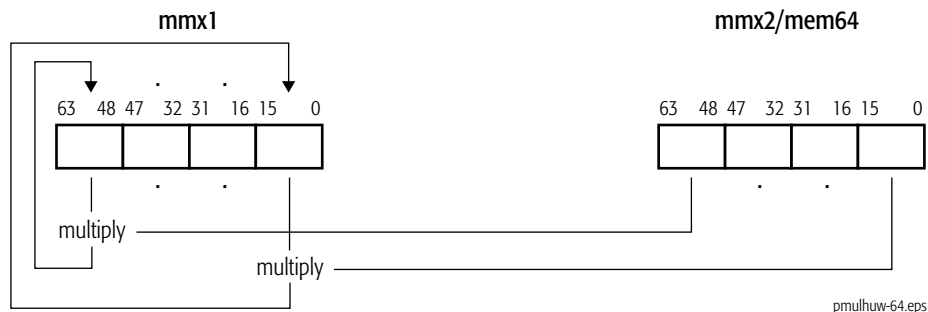 mmx1 mmx2/mem64
. .
63 48 47 32 31 16 15 0 63 48 47 32 31 16 15 0
. . . .
multiply
multiply
pmulhuw-64.eps